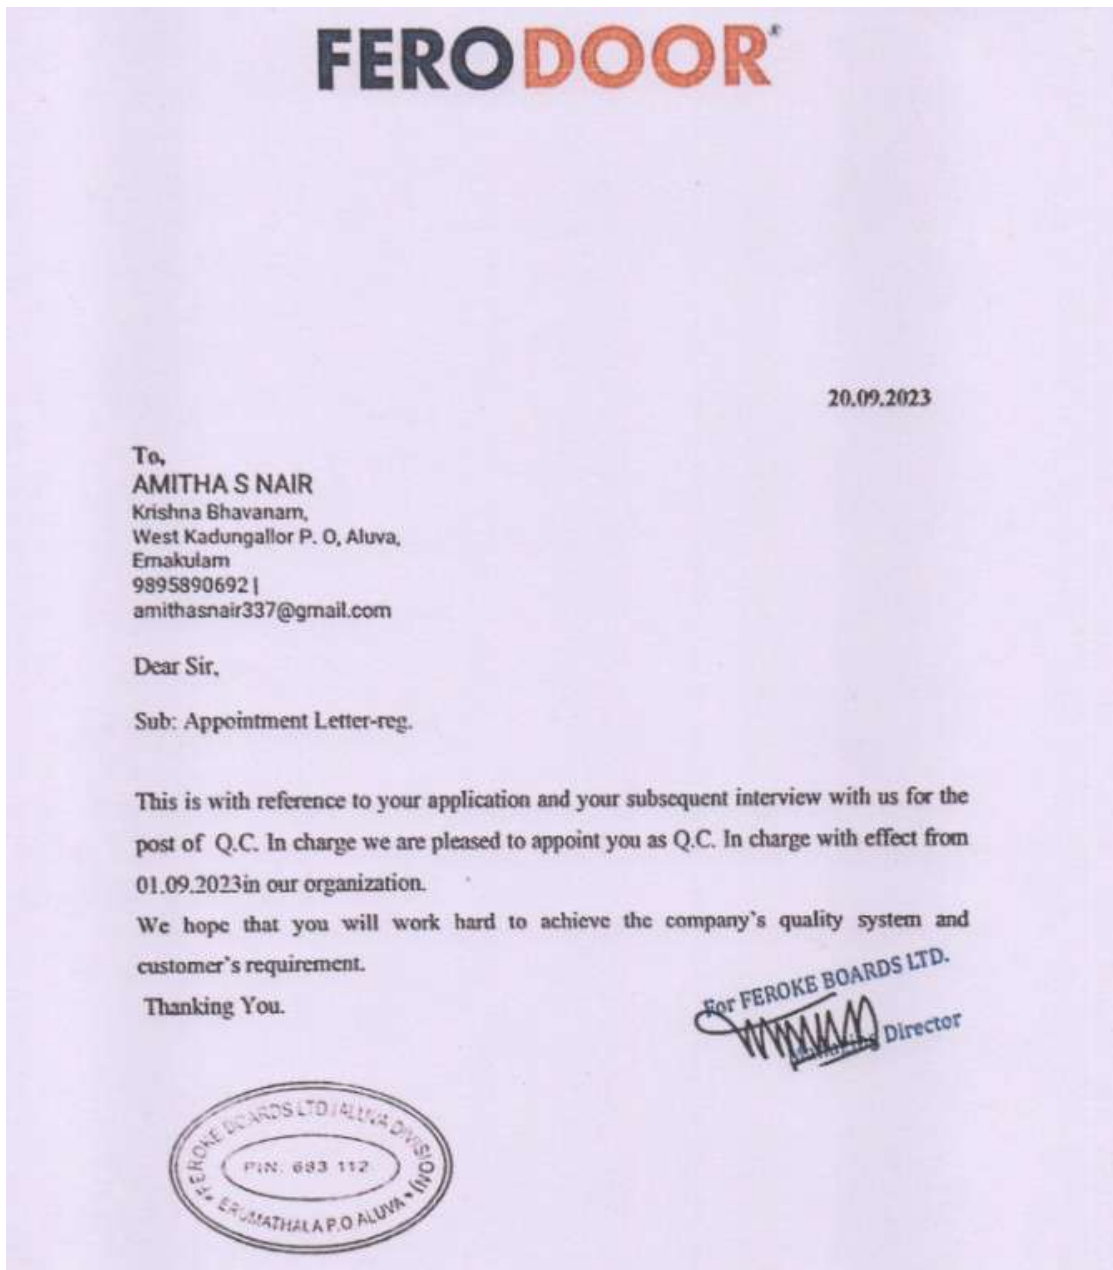 FERODOOR®
20.09.2023
To,
AMITHA S NAIR
Krishna Bhavanam,
West Kadungallor P. O, Aluva,
Ernakulam
9895890692|
amithasnair337@gmail.com
Dear Sir,
Sub: Appointment Letter-reg.
This is with reference to your application and your subsequent interview with us for the
post of Q.C. In charge we are pleased to appoint you as Q.C. In charge with effect from
01.09.2023in our organization.
We hope that you will work hard to achieve the company's quality system and
customer's requirement.
Thanking You.
For FEROKE BOARDS LTD.
Managing Director
FEROKE BOARDS LTD (ALUVA DIVISION)
PIN: 683 112
* ERUMATHALA P.O ALUVA *